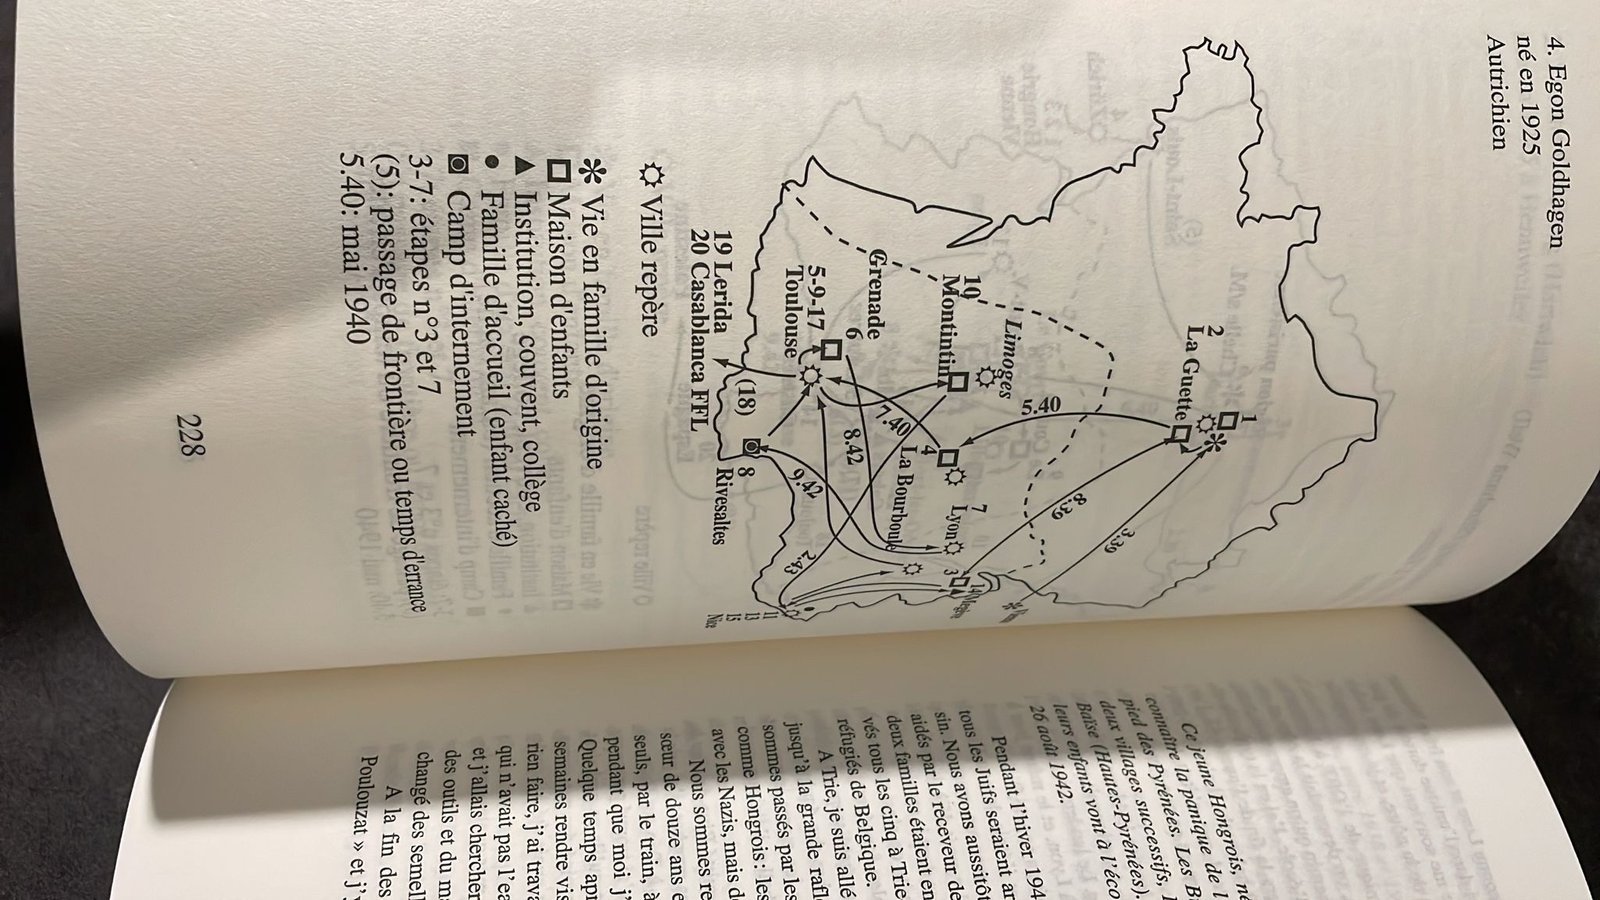 4. Egon Goldhagen
né en 1925
Autrichien
1
2
La Guette
3.39
8.39
5.40
Limoges
10
Montintin
4
La Bourboule
7
Lyon
3
7.40
Grenade
6
5-9-17
Toulouse
8.42
9.42
2.43
(18)
8
Rivesaltes
11
13
15
Nice
19 Lerida
20 Casablanca FFL
Ville repère
Vie en famille d'origine
Maison d'enfants
Institution, couvent, collège
Famille d'accueil (enfant caché)
Camp d'internement
3-7: étapes n°3 et 7
(5): passage de frontière ou temps d'errance
5.40: mai 1940
228
Ce jeune Hongrois, né
connaître la panique de l
pied des Pyrénées. Les B
deux villages successifs,
Baïse (Hautes-Pyrénées).
leurs enfants vont à l'éco
26 août 1942.
Pendant l'hiver 194
tous les Juifs seraient ar
sin. Nous avons aussitôt
aidés par le receveur de
deux familles étaient en
vés tous les cinq à Trie
réfugiés de Belgique.
A Trie, je suis allé
jusqu'à la grande rafl
sommes passés par les
comme Hongrois : les
avec les Nazis, mais d
Nous sommes re
sœur de douze ans e
seuls, par le train, à
pendant que moi j'
Quelque temps apr
semaines rendre vis
rien faire, j'ai trava
qui n'avait pas l'ea
et j'allais chercher
des outils et du m
changé des semell
A la fin des
Poulouzat » et j'y